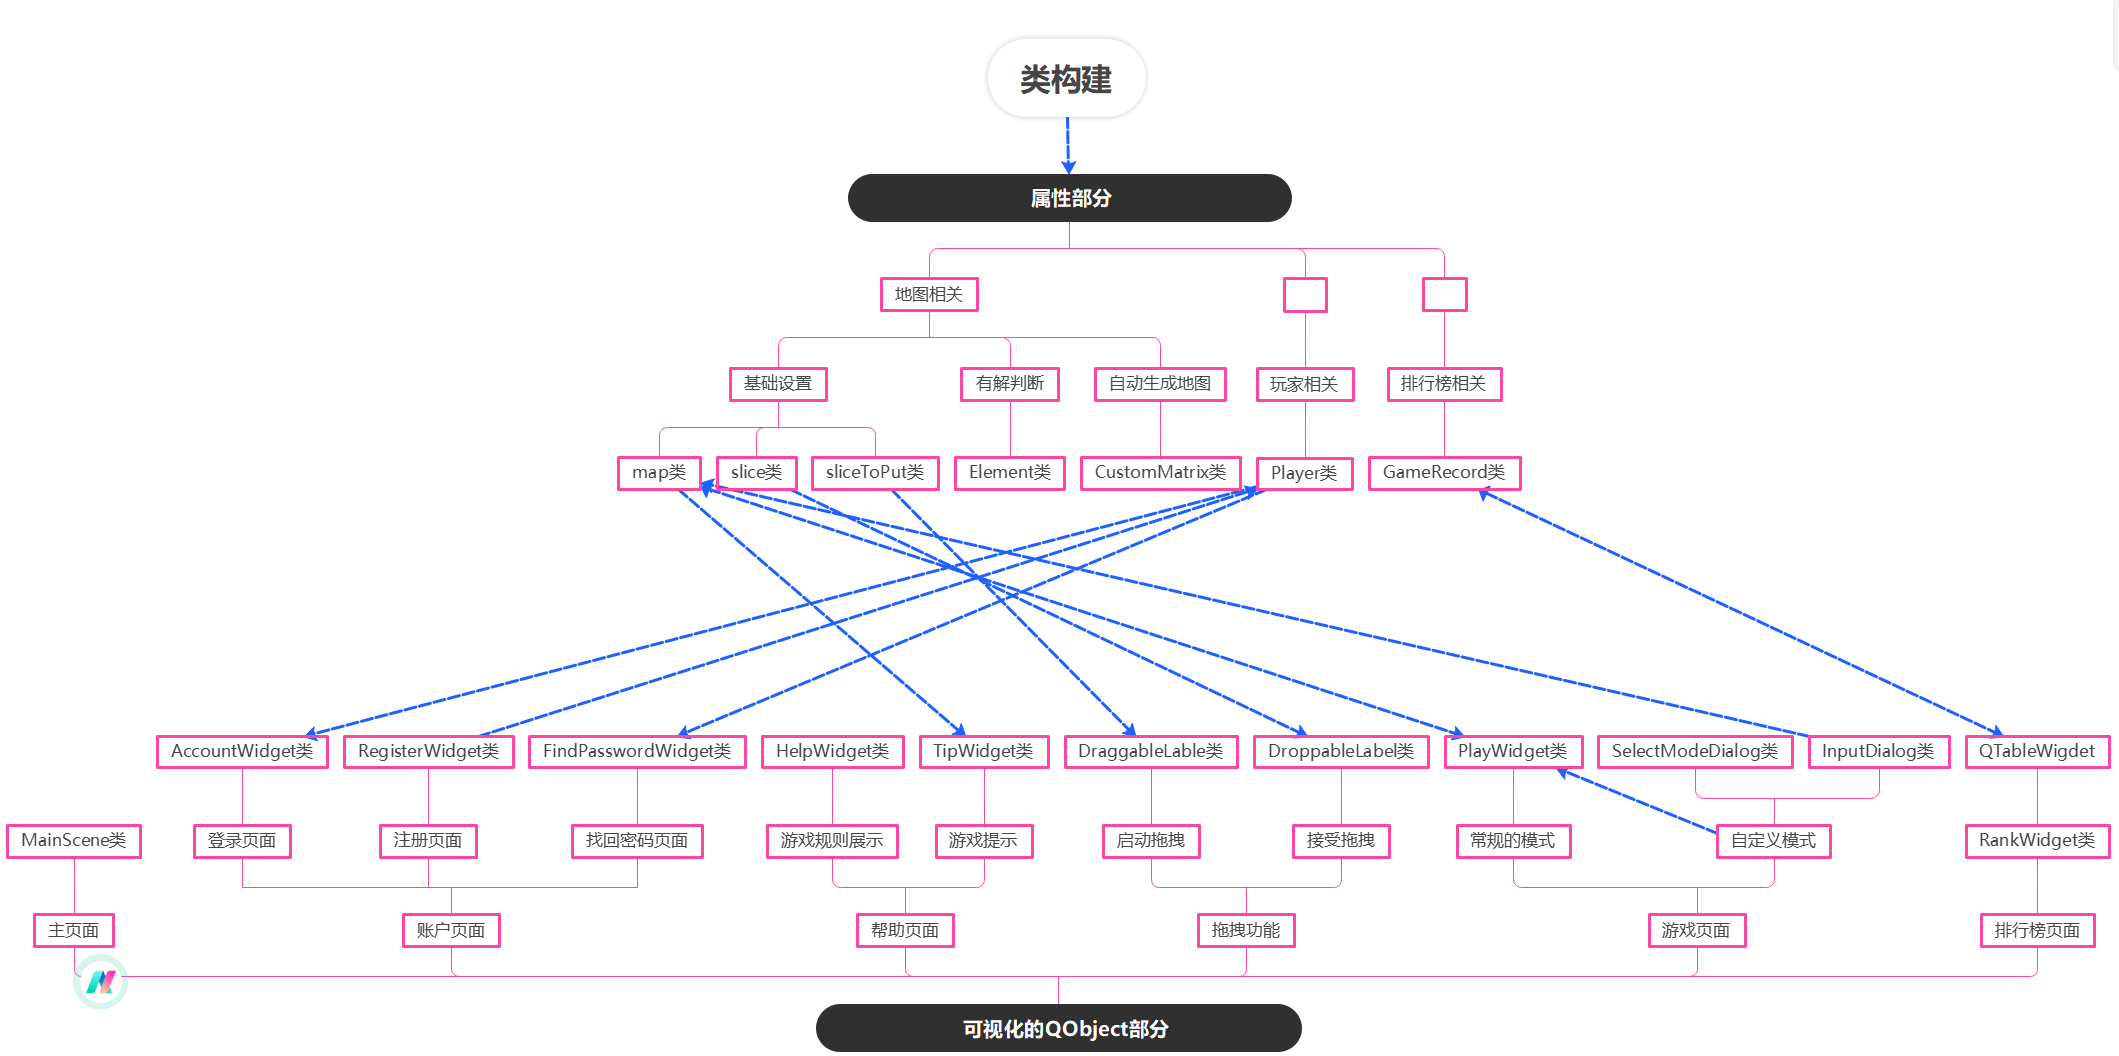 类构建
属性部分
地图相关
基础设置 有解判断 自动生成地图 玩家相关 排行榜相关
map类 slice类 sliceToPut类 Element类 CustomMatrix类 Player类 GameRecord类
AccountWidget类 RegisterWidget类 FindPasswordWidget类 HelpWidget类 TipWidget类 DraggableLable类 DroppableLabel类 PlayWidget类 SelectModeDialog类 InputDialog类 QTableWigdet
MainScene类 登录页面 注册页面 找回密码页面 游戏规则展示 游戏提示 启动拖拽 接受拖拽 常规的模式 自定义模式 RankWidget类
主页面 账户页面 帮助页面 拖拽功能 游戏页面 排行榜页面
可视化的QObject部分